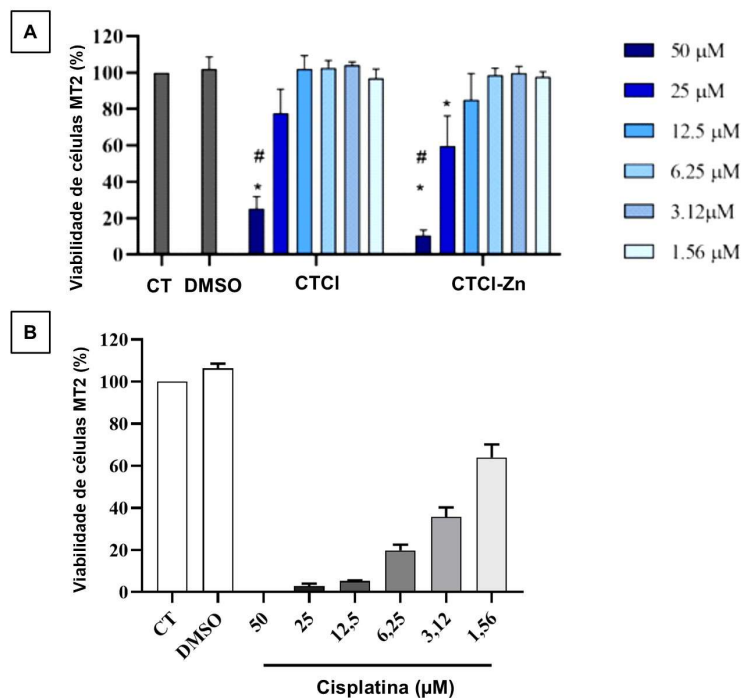 A
Viabilidade de células MT2 (%)
120
100
80
60
40
20
0
#
*
#
*
*
CT
DMSO
CTCl
CTCl-Zn
50 µM
25 µM
12.5 µM
6.25 µM
3.12µM
1.56 µM
B
Viabilidade de células MT2 (%)
120
100
80
60
40
20
0
CT
DMSO
50
25
12,5
6,25
3,12
1,56
Cisplatina (µM)